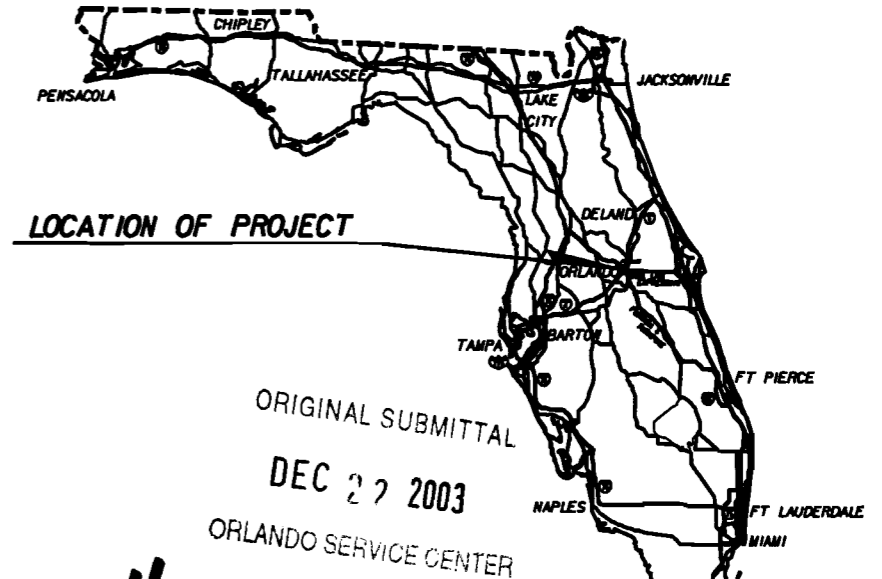 CHIPLEY
TALLAHASSEE
PENSACOLA
JACKSONVILLE
LAKE
CITY
DELAND
LOCATION OF PROJECT
ORLANDO
TAMPA
BARTOW
FT PIERCE
ORIGINAL SUBMITTAL
DEC 22 2003
ORLANDO SERVICE CENTER
NAPLES
FT LAUDERDALE
MIAMI